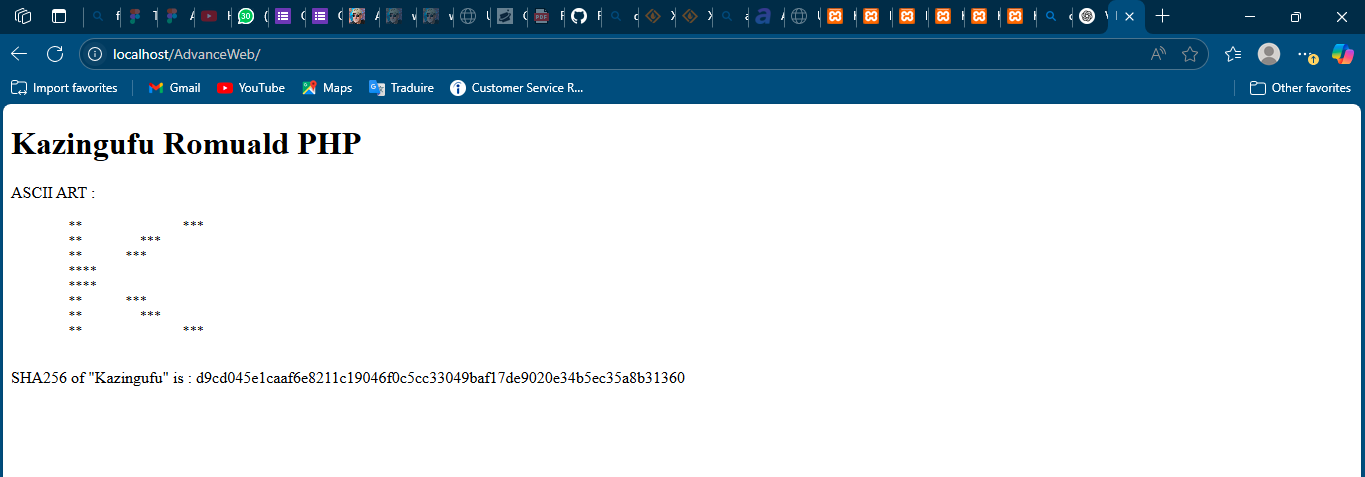 30
localhost/AdvanceWeb/
Import favorites Gmail YouTube Maps Traduire Customer Service R... Other favorites
Kazingufu Romuald PHP
ASCII ART :
** ***
** ***
** ***
****
****
** ***
** ***
** ***
SHA256 of "Kazingufu" is : d9cd045e1caaf6e8211c19046f0c5cc33049baf17de9020e34b5ec35a8b31360